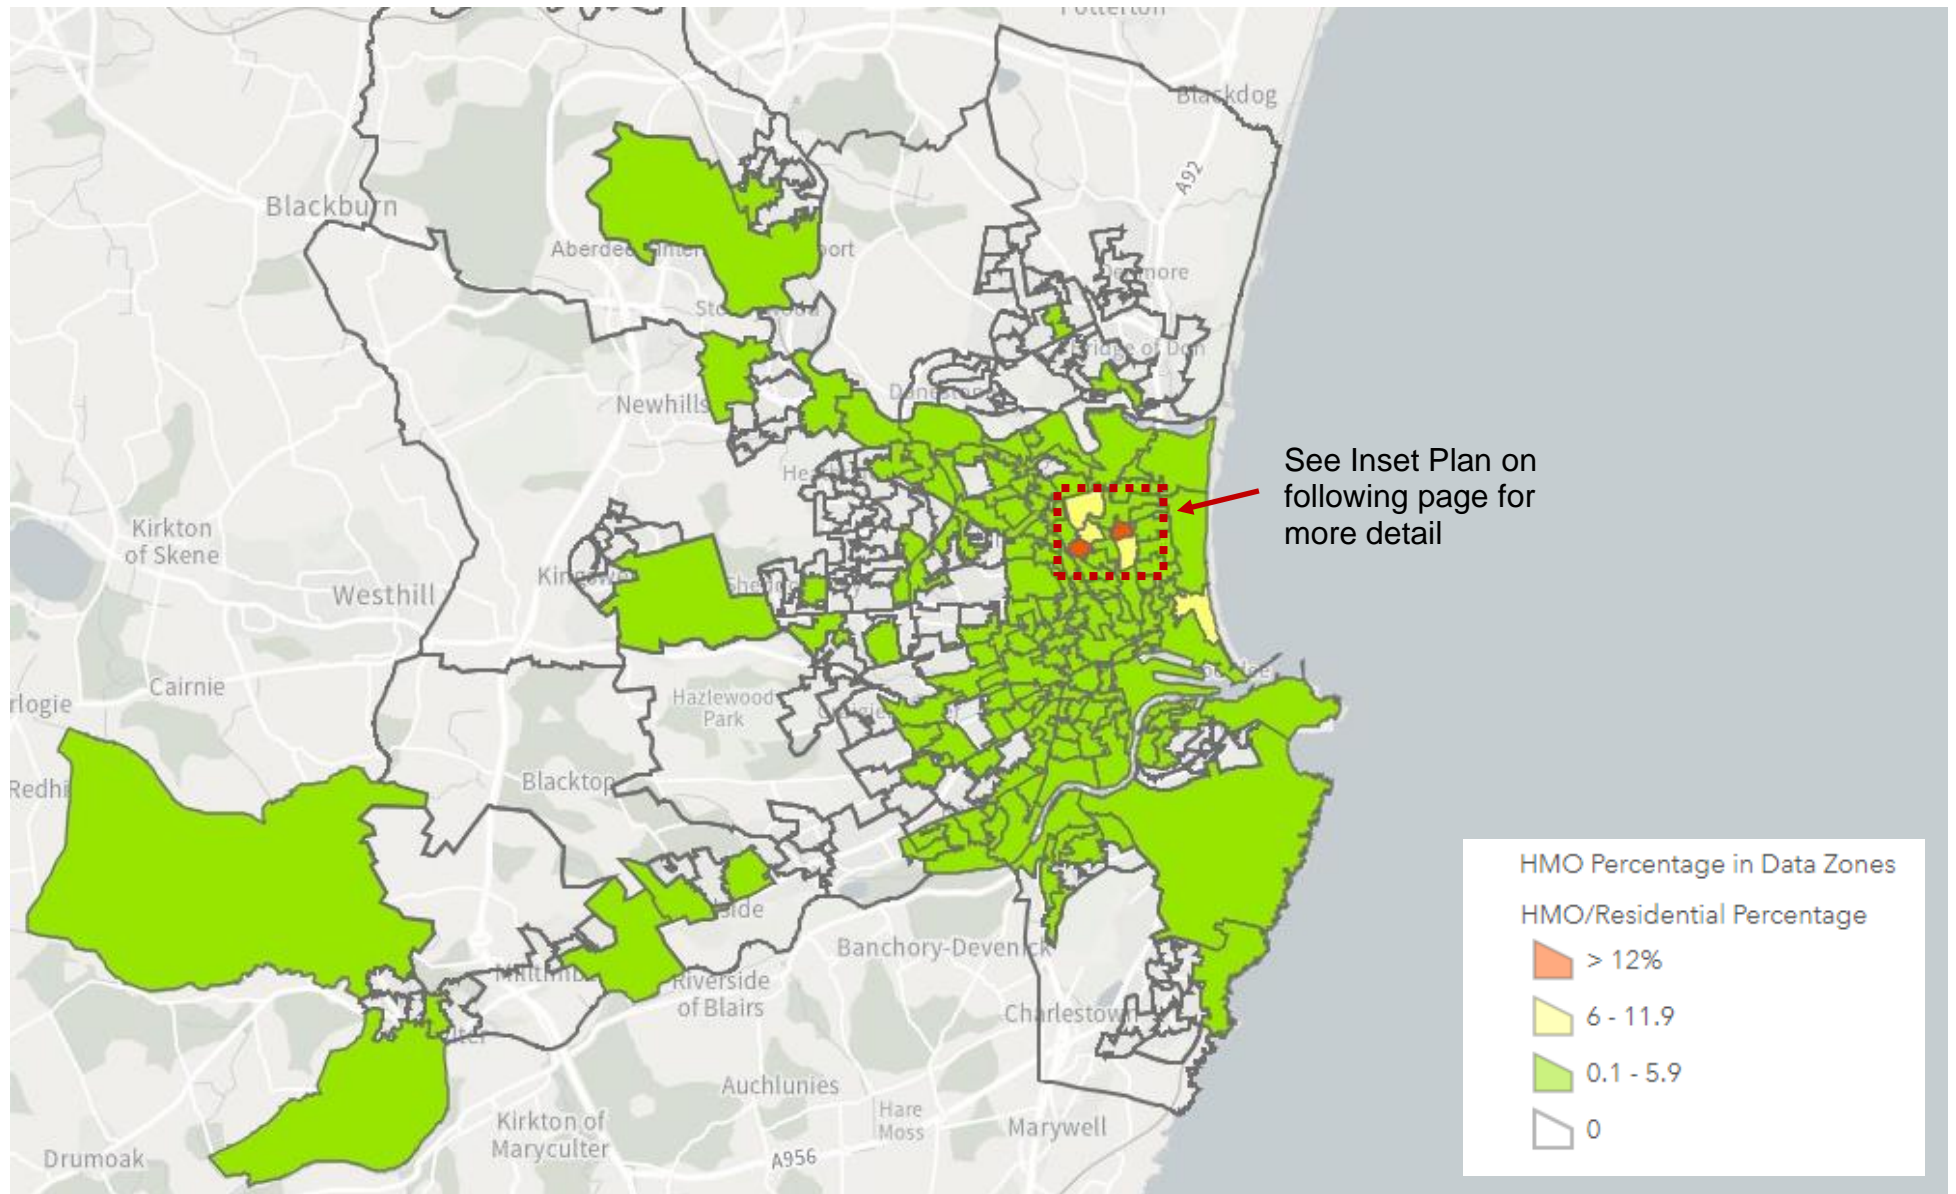 Blackdog
A92
Blackburn
Newhills
See Inset Plan on
following page for
more detail
Kirkton
of Skene
Westhill
Cairnie
rlogie
Hazlewood
Park
Redhi
Blacktop
HMO Percentage in Data Zones
HMO/Residential Percentage
> 12%
6 - 11.9
0.1 - 5.9
0
Banchory-Devenick
Riverside
of Blairs
Charlestown
Auchlunies
Hare
Moss
Marywell
Kirkton of
Maryculter
A956
Drumoak